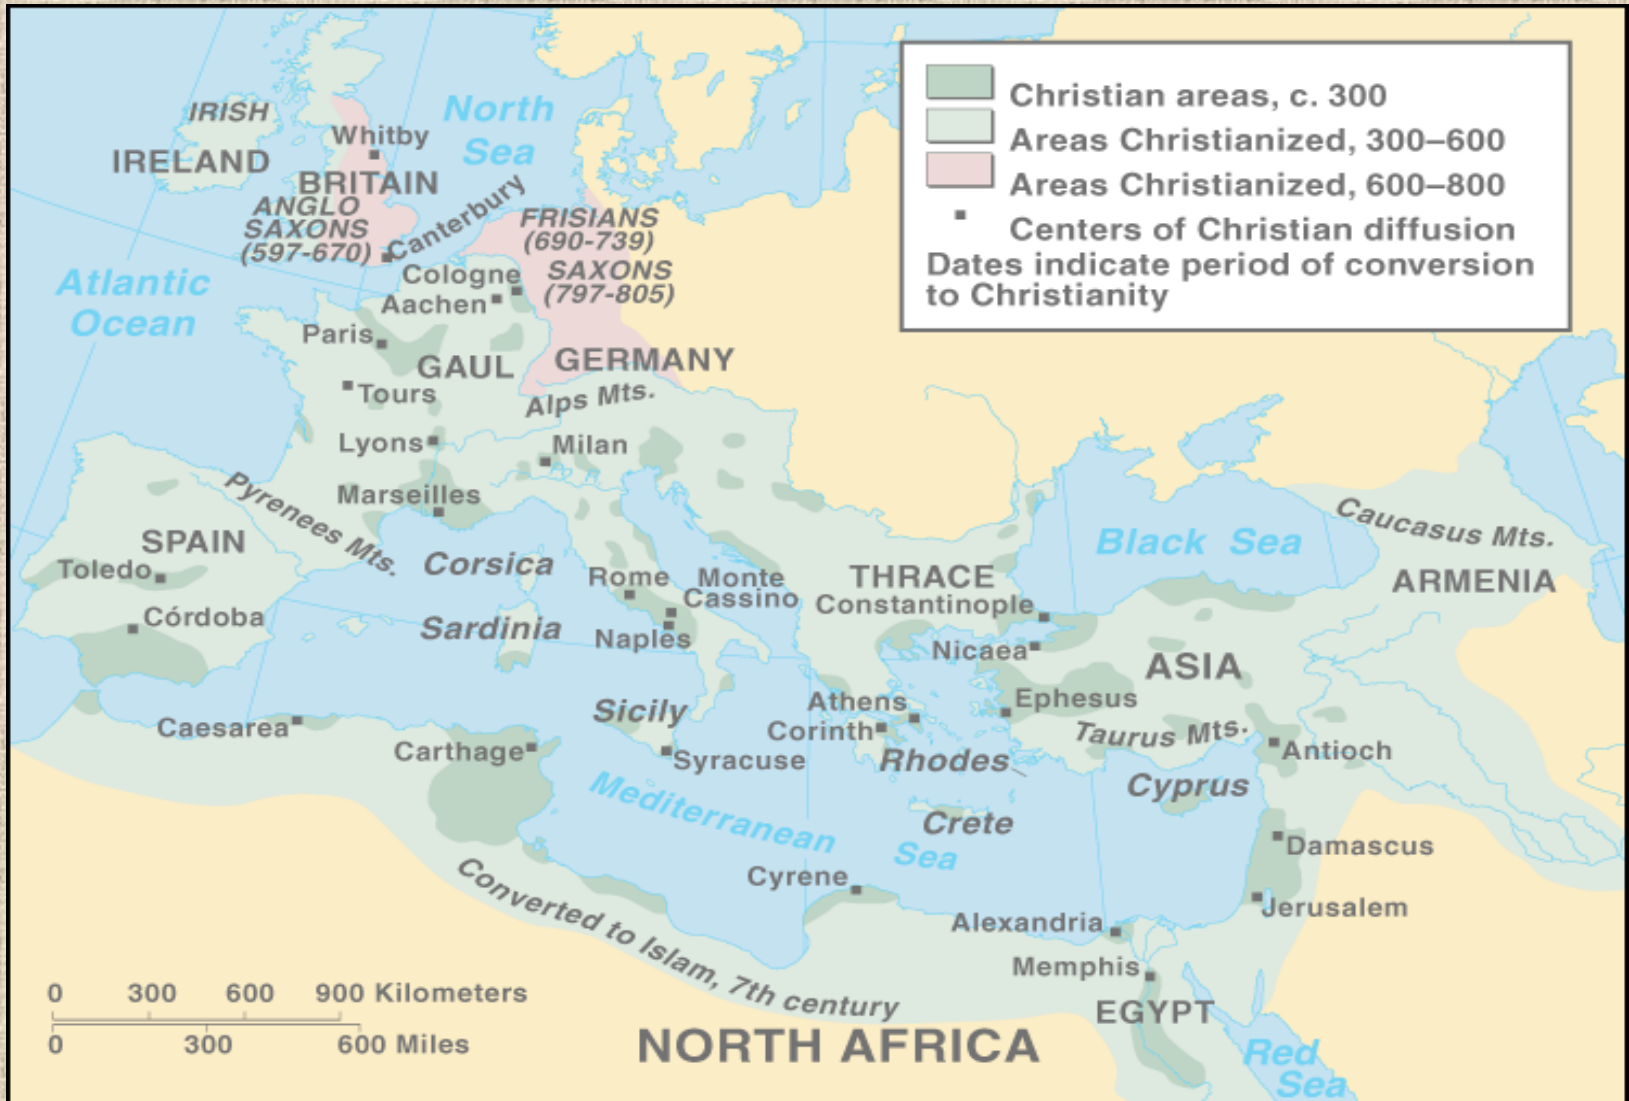 Christian areas, c. 300
Areas Christianized, 300–600
Areas Christianized, 600–800
Centers of Christian diffusion
Dates indicate period of conversion
to Christianity
IRISH
IRELAND
North
Sea
Whitby
BRITAIN
ANGLO
SAXONS
(597-670)
Canterbury
FRISIANS
(690-739)
SAXONS
(797-805)
Cologne
Aachen
Atlantic
Ocean
Paris
GAUL
GERMANY
Tours
Alps Mts.
Lyons
Milan
Pyrenees Mts.
Marseilles
SPAIN
Toledo
Córdoba
Corsica
Sardinia
Rome
Monte
Cassino
Naples
THRACE
Constantinople
Nicaea
Black Sea
Caucasus Mts.
ARMENIA
ASIA
Ephesus
Taurus Mts.
Antioch
Athens
Corinth
Rhodes
Cyprus
Crete
Sicily
Syracuse
Caesarea
Carthage
Mediterranean
Sea
Damascus
Jerusalem
Cyrene
Alexandria
Memphis
EGYPT
Converted to Islam, 7th century
NORTH AFRICA
Red
Sea
0 300 600 900 Kilometers
0 300 600 Miles